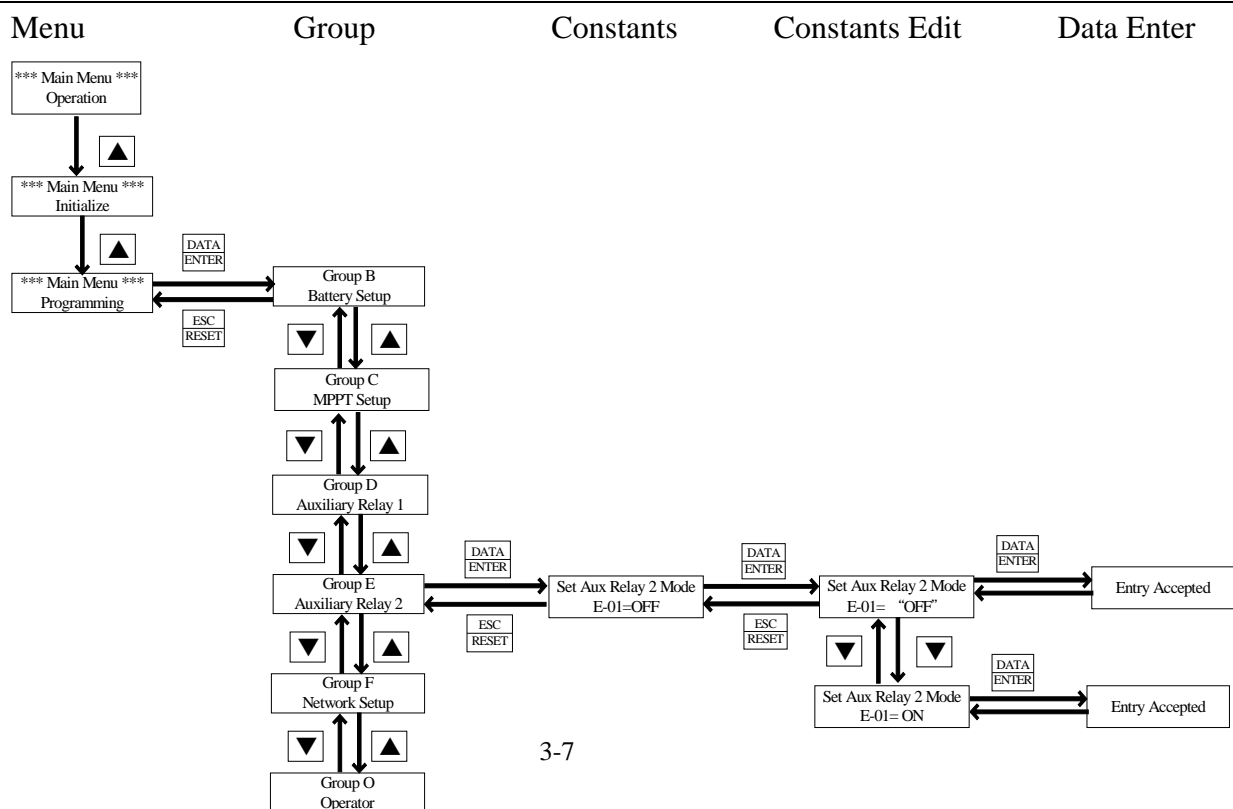 Menu Group Constants Constants Edit Data Enter
*** Main Menu ***
Operation
▲
*** Main Menu ***
Initialize
▲
DATA
ENTER
*** Main Menu ***
Programming
ESC
RESET
Group B
Battery Setup
▼ ▲
Group C
MPPT Setup
▼ ▲
Group D
Auxiliary Relay 1
▼ ▲
Group E
Auxiliary Relay 2
DATA
ENTER
ESC
RESET
Set Aux Relay 2 Mode
E-01=OFF
DATA
ENTER
ESC
RESET
Set Aux Relay 2 Mode
E-01= “OFF”
DATA
ENTER
Entry Accepted
▼ ▼
Set Aux Relay 2 Mode
E-01= ON
DATA
ENTER
Entry Accepted
▼ ▲
Group F
Network Setup
▼ ▲
Group O
Operator
3-7